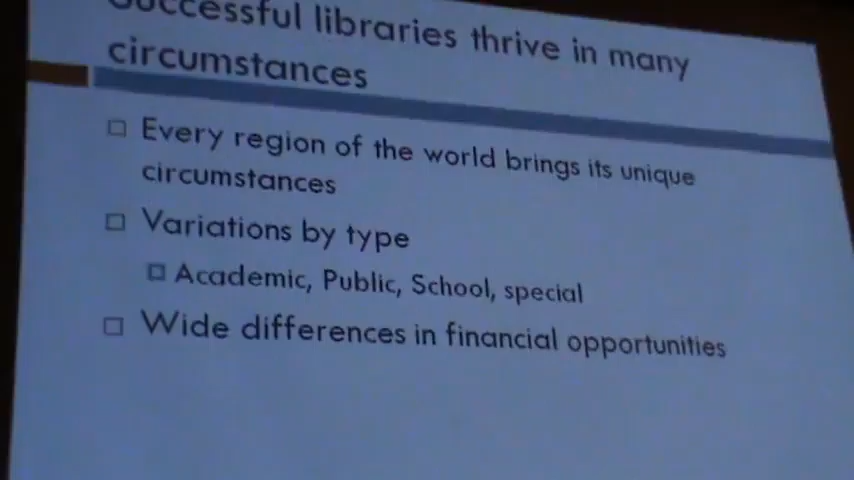 Successful libraries thrive in many
circumstances
Every region of the world brings its unique
circumstances
Variations by type
Academic, Public, School, special
Wide differences in financial opportunities